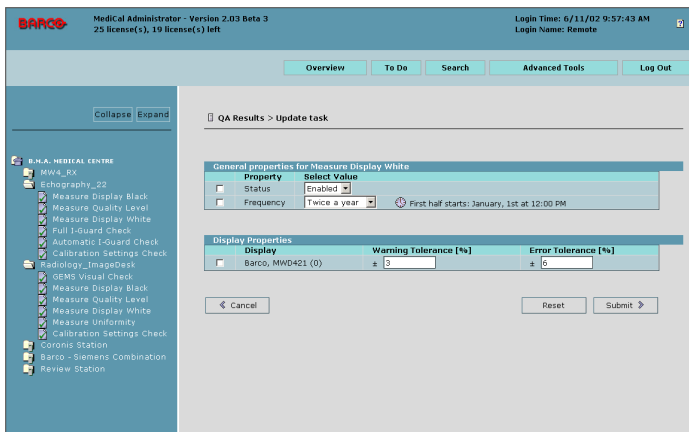 BARCO
MediCal Administrator - Version 2.03 Beta 3
25 license(s), 19 license(s) left
Login Time: 6/11/02 9:57:43 AM
Login Name: Remote
?
Overview
To Do
Search
Advanced Tools
Log Out
Collapse Expand
QA Results > Update task
B.H.A. MEDICAL CENTRE
MW4_RX
Echography_22
Measure Display Black
Measure Quality Level
Measure Display White
Full I-Guard Check
Automatic I-Guard Check
Calibration Settings Check
Radiology_ImageDesk
GEMS Visual Check
Measure Display Black
Measure Quality Level
Measure Display White
Measure Uniformity
Calibration Settings Check
Coronis Station
Barco - Siemens Combination
Review Station
General properties for Measure Display White
Property Select Value
Status Enabled
Frequency Twice a year First half starts: January, 1st at 12:00 PM
Display Properties
Display Warning Tolerance [%] Error Tolerance [%]
Barco, MWD421 (0) ± 3 ± 6
Cancel Reset Submit